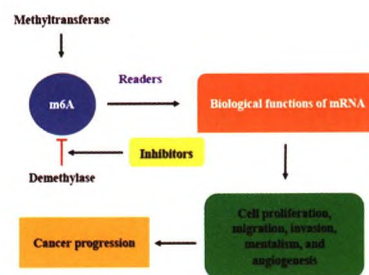 Methyltransferase
Readers
m6A
Biological functions of mRNA
Inhibitors
Demethylase
Cell proliferation,
migration, invasion,
mentalism, and
angiogenesis
Cancer progression